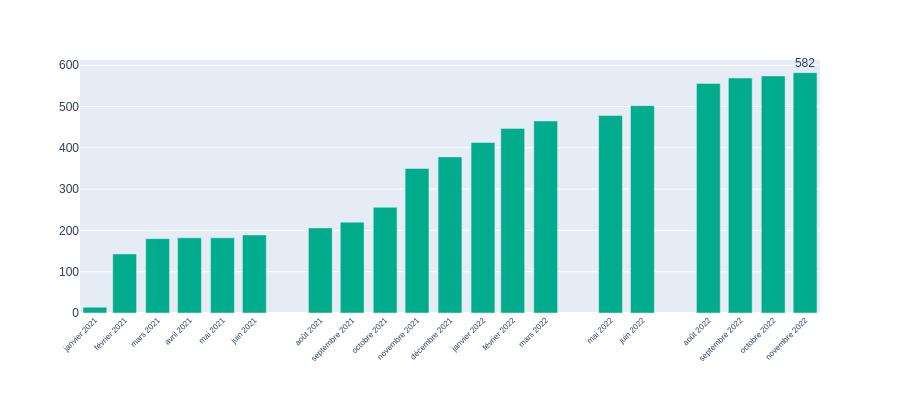 582
600
500
400
300
200
100
0
janvier 2021
février 2021
mars 2021
avril 2021
mai 2021
juin 2021
août 2021
septembre 2021
octobre 2021
novembre 2021
décembre 2021
janvier 2022
février 2022
mars 2022
mai 2022
juin 2022
août 2022
septembre 2022
octobre 2022
novembre 2022